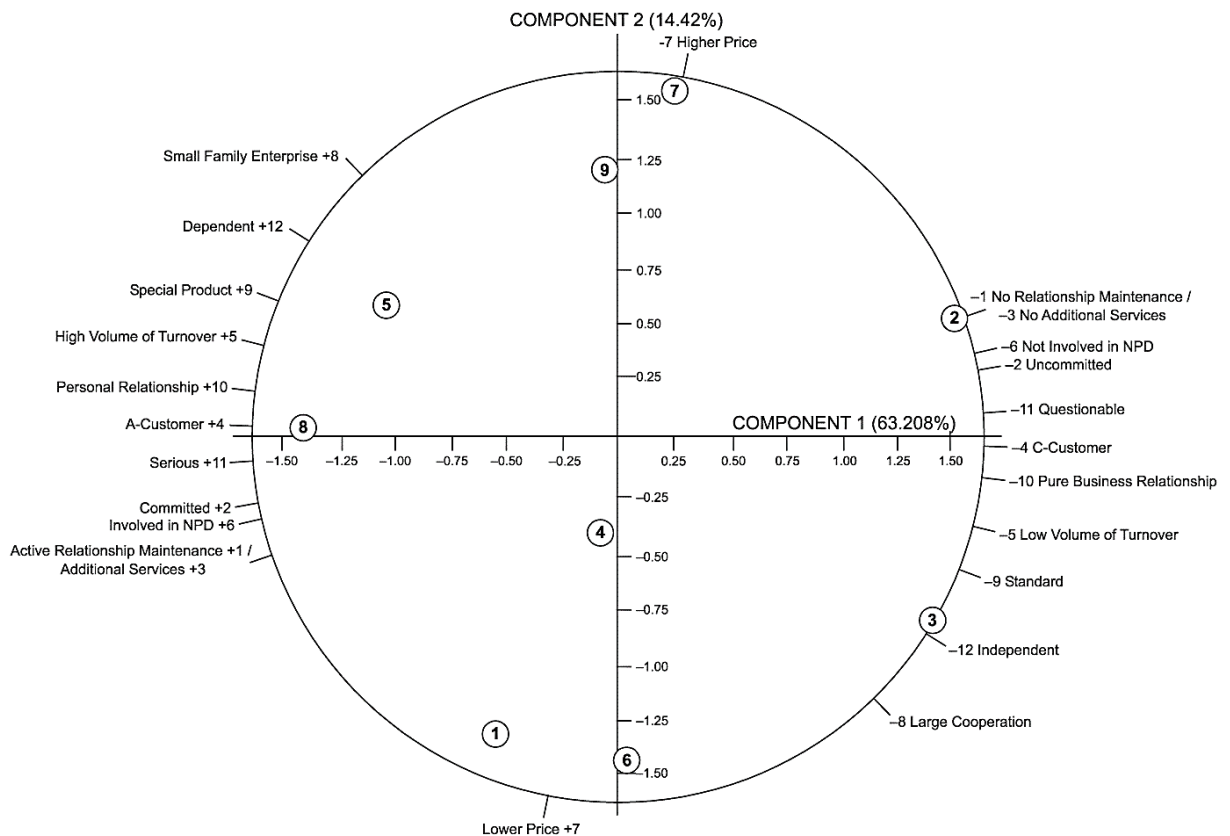 COMPONENT 2 (14.42%)
-7 Higher Price
7
1.50
Small Family Enterprise +8
1.25
9
1.00
Dependent +12
0.75
Special Product +9
5
0.50
2
–1 No Relationship Maintenance /
–3 No Additional Services
High Volume of Turnover +5
–6 Not Involved in NPD
–2 Uncommitted
0.25
Personal Relationship +10
–11 Questionable
A-Customer +4
8
COMPONENT 1 (63.208%)
–4 C-Customer
Serious +11
–1.50
–1.25
–1.00
–0.75
–0.50
–0.25
0.25
0.50
0.75
1.00
1.25
1.50
–10 Pure Business Relationship
–0.25
Committed +2
Involved in NPD +6
4
–5 Low Volume of Turnover
Active Relationship Maintenance +1 /
Additional Services +3
–0.50
–9 Standard
–0.75
3
–12 Independent
–1.00
–8 Large Cooperation
–1.25
1
6
–1.50
Lower Price +7